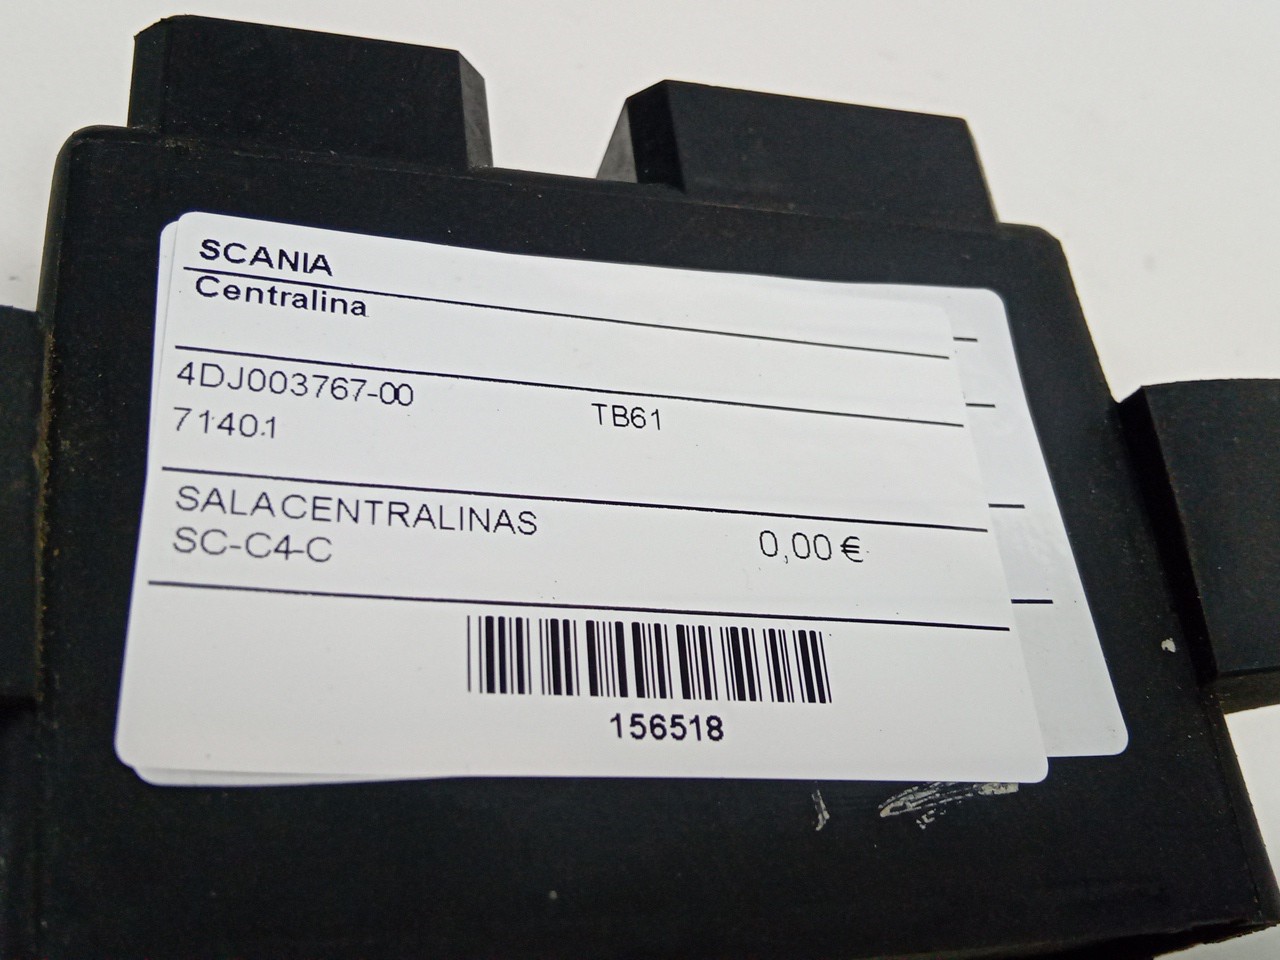 SCANIA
Centralina
4DJ003767-00
TB61
7140.1
SALACENTRALINAS
SC-C4-C
0,00 €
156518